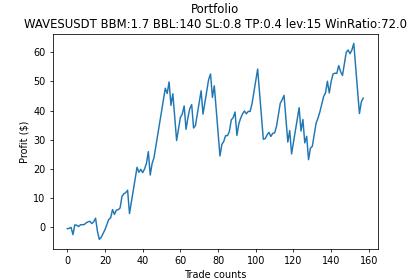 Portfolio
WAVESUSDT BBM:1.7 BBL:140 SL:0.8 TP:0.4 lev:15 WinRatio:72.0
60
50
40
30
20
10
0
Profit ($)
0 20 40 60 80 100 120 140 160
Trade counts